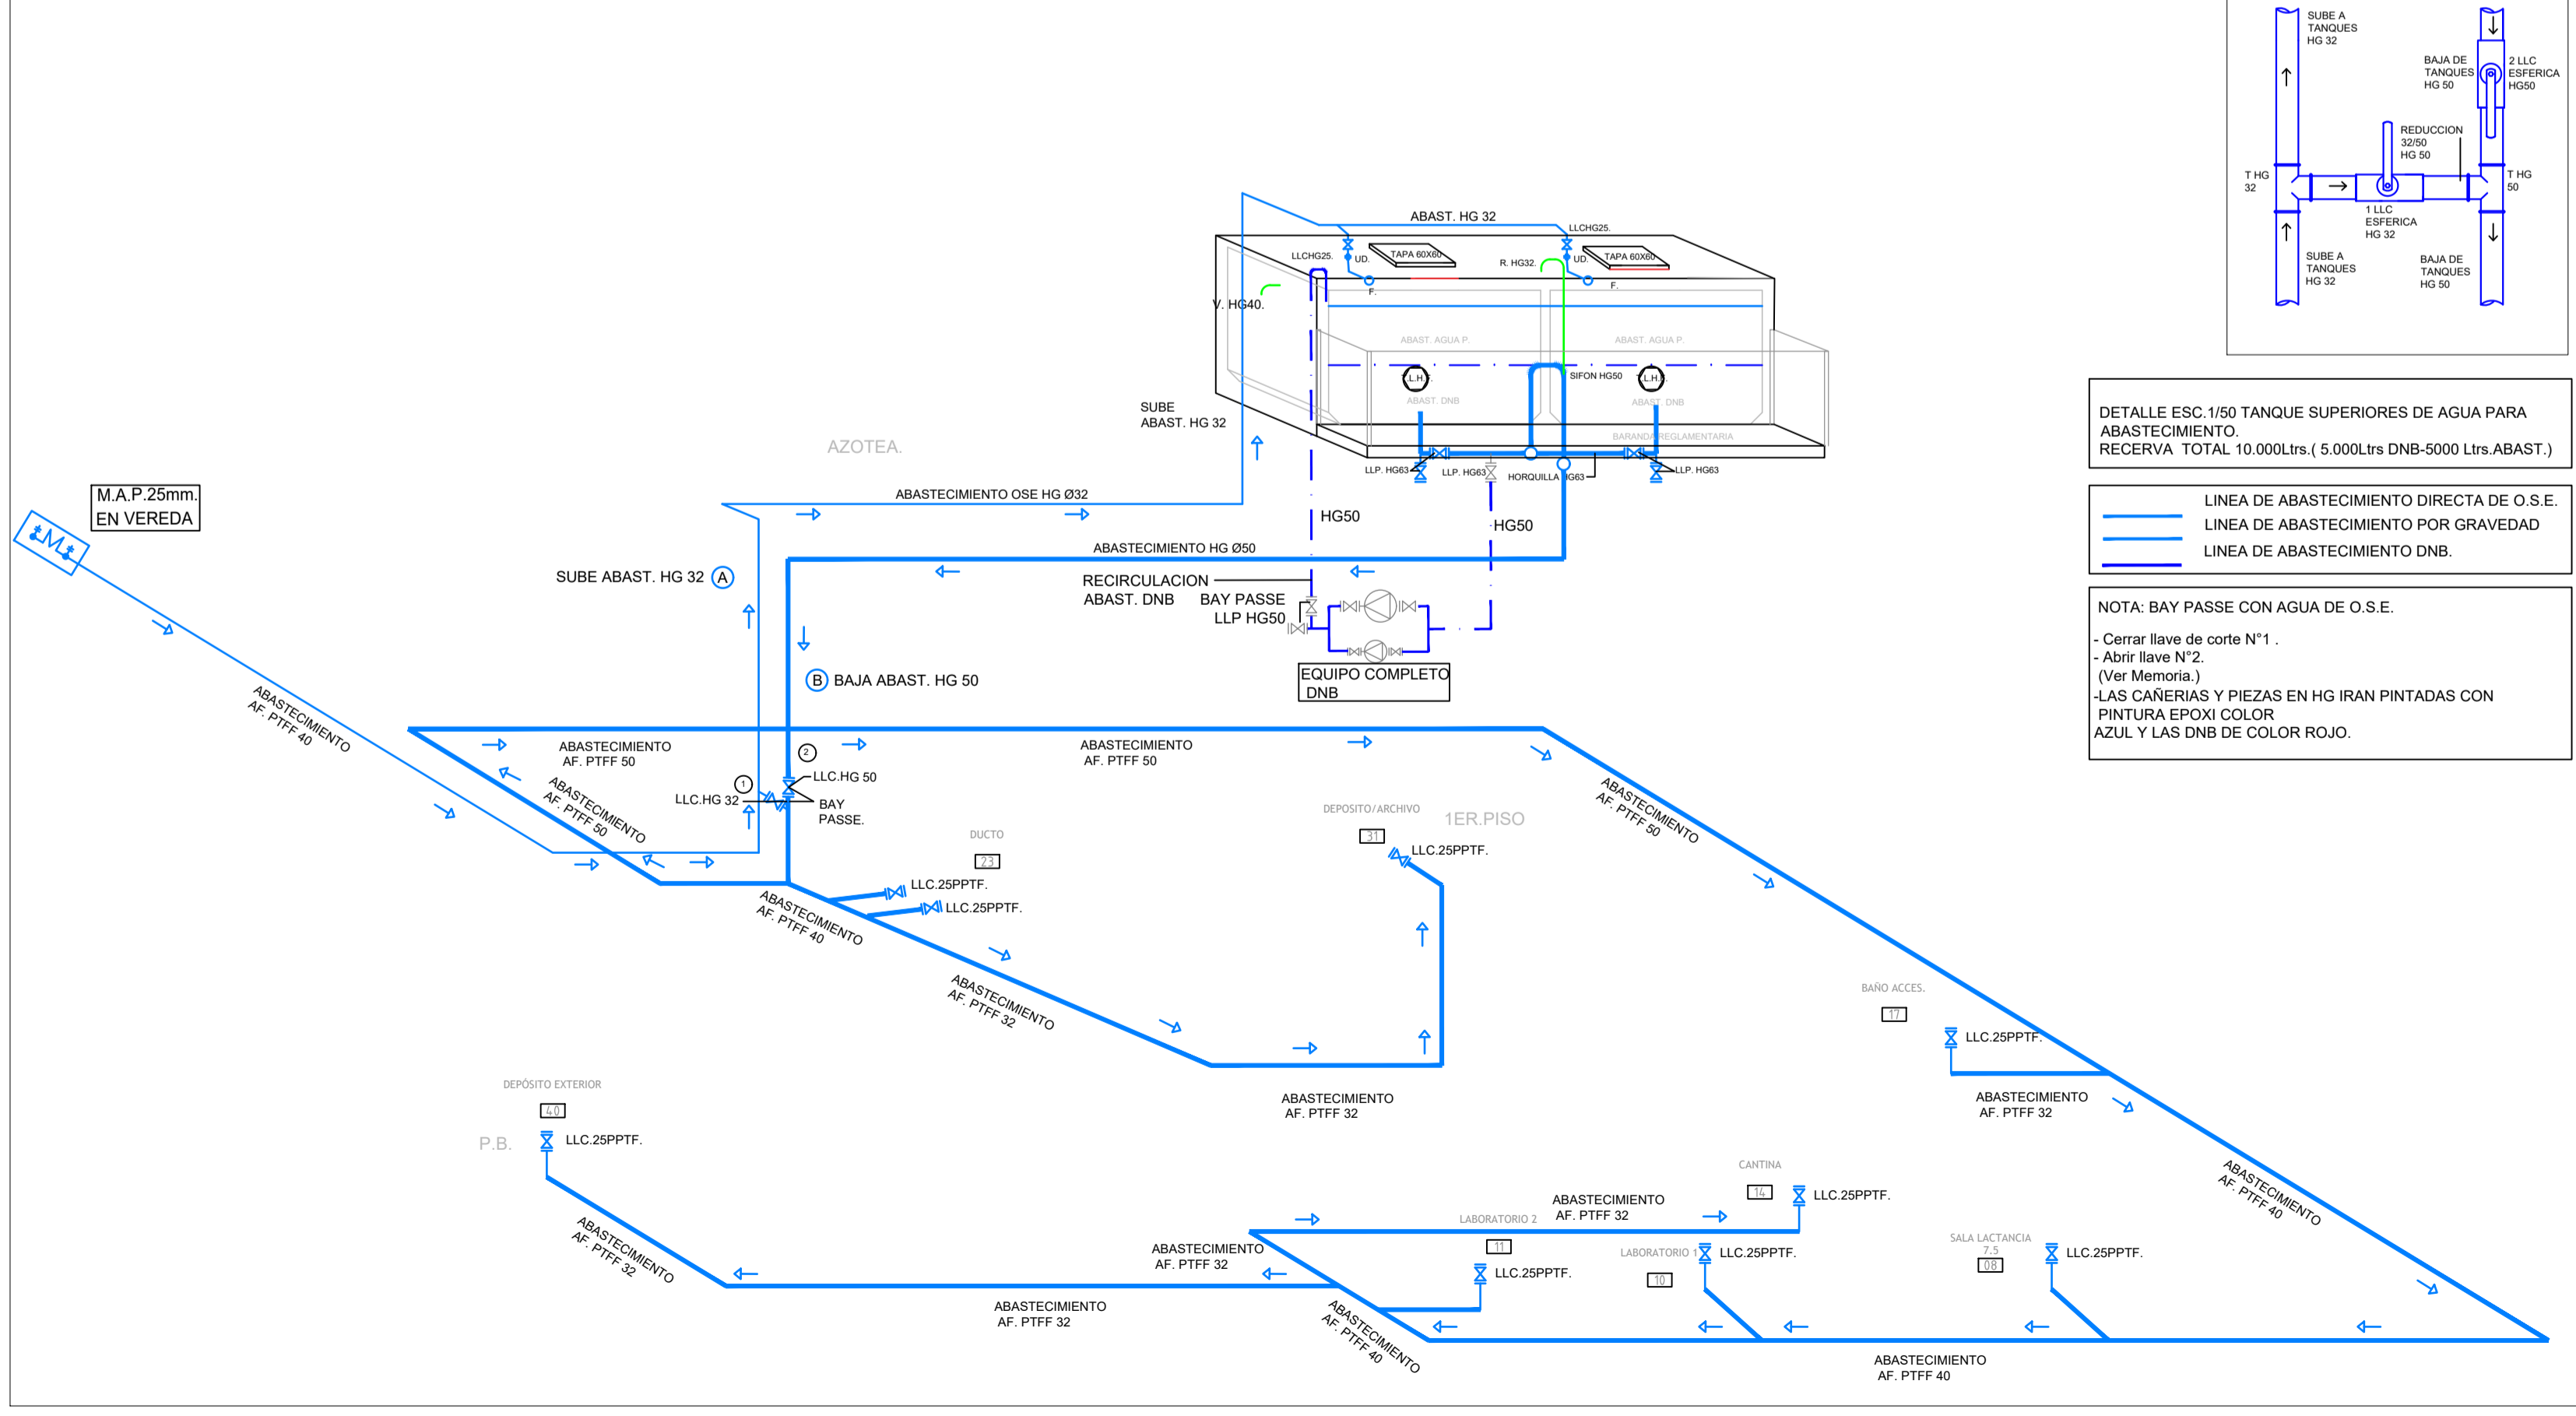 SUBE A
TANQUES
HG 32
BAJA DE
TANQUES
HG 50
2 LLC
ESFERICA
HG50
REDUCCION
32/50
HG 50
T HG
32
T HG
50
1 LLC
ESFERICA
HG 32
SUBE A
TANQUES
HG 32
BAJA DE
TANQUES
HG 50
DETALLE ESC.1/50 TANQUE SUPERIORES DE AGUA PARA
ABASTECIMIENTO.
RECERVA TOTAL 10.000Ltrs.( 5.000Ltrs DNB-5000 Ltrs.ABAST.)
LINEA DE ABASTECIMIENTO DIRECTA DE O.S.E.
LINEA DE ABASTECIMIENTO POR GRAVEDAD
LINEA DE ABASTECIMIENTO DNB.
NOTA: BAY PASSE CON AGUA DE O.S.E.
- Cerrar llave de corte N°1 .
- Abrir llave N°2.
(Ver Memoria.)
-LAS CAÑERIAS Y PIEZAS EN HG IRAN PINTADAS CON
PINTURA EPOXI COLOR
AZUL Y LAS DNB DE COLOR ROJO.
ABAST. HG 32
LLCHG25.
LLCHG25.
UD.
TAPA 60X60
R. HG32.
UD.
TAPA 60X60
F.
F.
V. HG40.
ABAST. AGUA P.
ABAST. AGUA P.
SIFON HG50
ABAST. DNB
ABAST. DNB
BARANDA REGLAMENTARIA
LLP. HG63
LLP. HG63
HORQUILLA HG63
LLP. HG63
SUBE
ABAST. HG 32
AZOTEA.
M.A.P.25mm.
EN VEREDA
M
ABASTECIMIENTO OSE HG Ø32
HG50
HG50
ABASTECIMIENTO HG Ø50
SUBE ABAST. HG 32
A
RECIRCULACION
ABAST. DNB
BAY PASSE
LLP HG50
B
BAJA ABAST. HG 50
EQUIPO COMPLETO
DNB
ABASTECIMIENTO
AF. PTFF 40
ABASTECIMIENTO
AF. PTFF 50
ABASTECIMIENTO
AF. PTFF 50
ABASTECIMIENTO
AF. PTFF 50
ABASTECIMIENTO
AF. PTFF 50
2
1
LLC.HG 50
LLC.HG 32
BAY
PASSE.
DUCTO
23
LLC.25PPTF.
LLC.25PPTF.
DEPOSITO/ARCHIVO
31
1ER.PISO
LLC.25PPTF.
ABASTECIMIENTO
AF. PTFF 40
ABASTECIMIENTO
AF. PTFF 32
ABASTECIMIENTO
AF. PTFF 32
BAÑO ACCES.
17
LLC.25PPTF.
ABASTECIMIENTO
AF. PTFF 32
DEPÓSITO EXTERIOR
40
P.B.
LLC.25PPTF.
ABASTECIMIENTO
AF. PTFF 32
ABASTECIMIENTO
AF. PTFF 32
ABASTECIMIENTO
AF. PTFF 32
CANTINA
14
LLC.25PPTF.
ABASTECIMIENTO
AF. PTFF 32
LABORATORIO 2
11
LLC.25PPTF.
LABORATORIO 1
10
LLC.25PPTF.
SALA LACTANCIA
7.5
08
LLC.25PPTF.
ABASTECIMIENTO
AF. PTFF 40
ABASTECIMIENTO
AF. PTFF 40
ABASTECIMIENTO
AF. PTFF 40